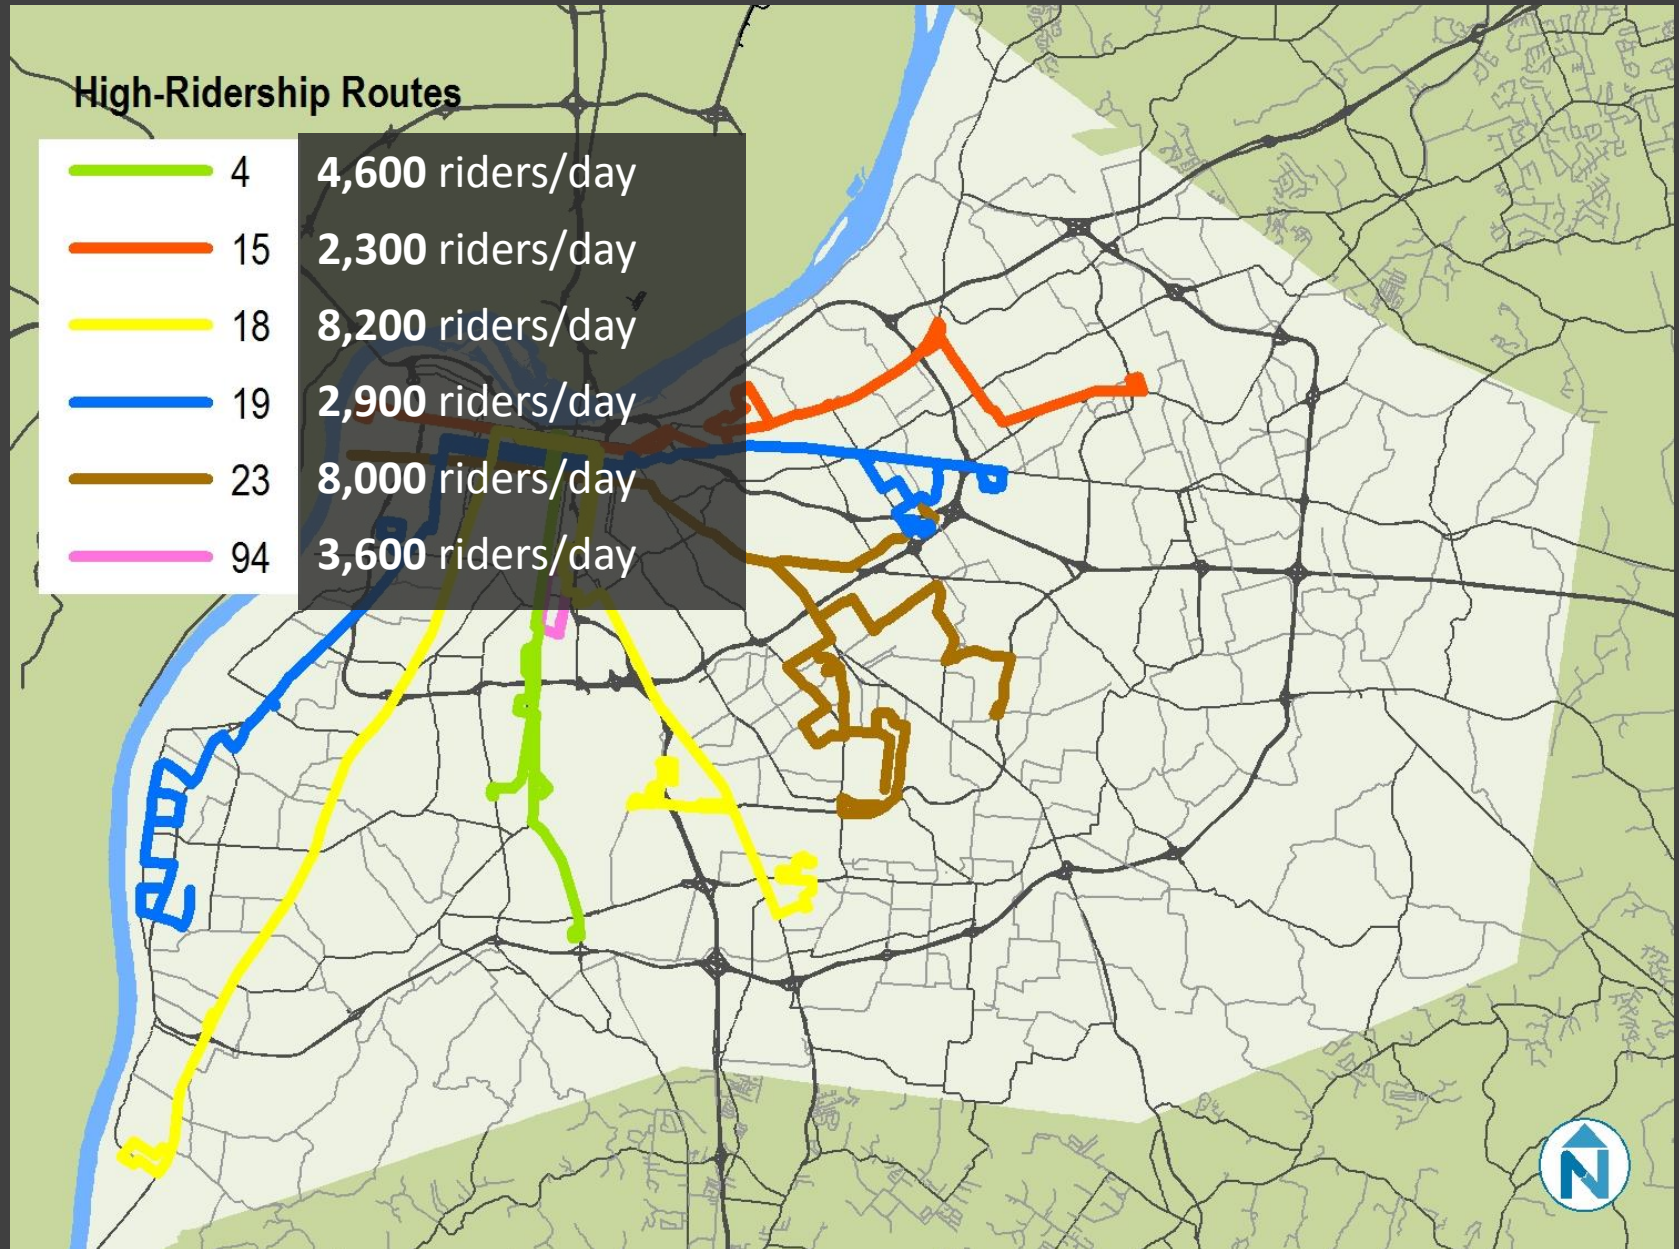 High-Ridership Routes
4 4,600 riders/day
15 2,300 riders/day
18 8,200 riders/day
19 2,900 riders/day
23 8,000 riders/day
94 3,600 riders/day
N